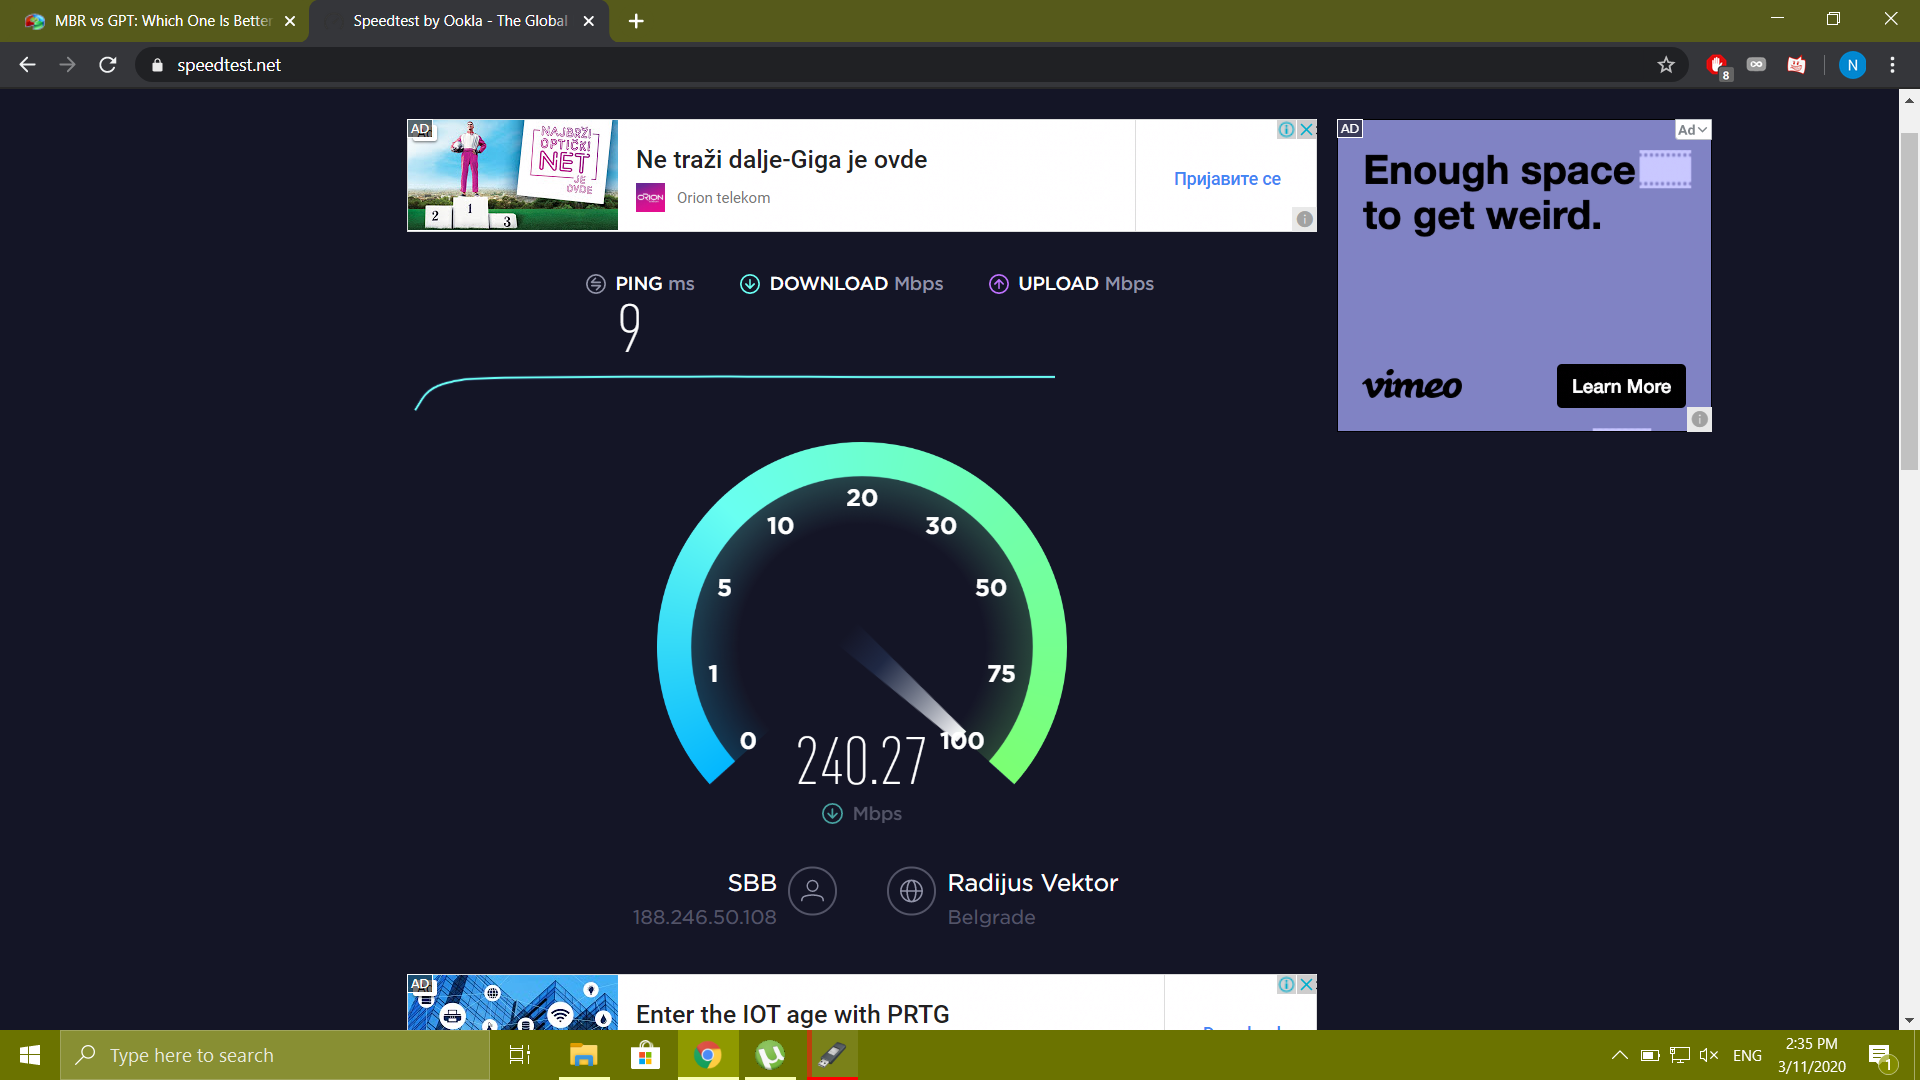 MBR vs GPT: Which One Is Better
Speedtest by Ookla - The Global
speedtest.net
8
N
AD
NAJBRŽI
OPTIČKI
NET
JE
OVDE
2 1 3
Ne traži dalje-Giga je ovde
ORION
Orion telekom
Пријавите се
AD
Ad
Enough space
to get weird.
vimeo
Learn More
PING ms
DOWNLOAD Mbps
UPLOAD Mbps
9
0
1
5
10
20
30
50
75
100
240.27
Mbps
SBB
188.246.50.108
Radijus Vektor
Belgrade
AD
Enter the IOT age with PRTG
Type here to search
ENG
2:35 PM
3/11/2020
1